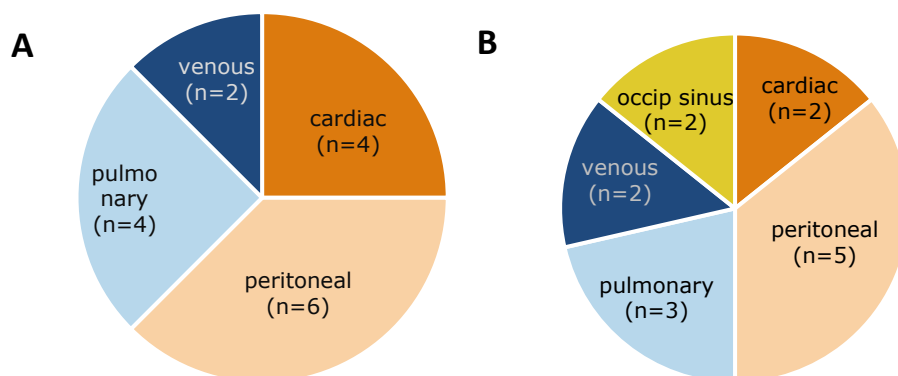 A
venous
(n=2)
cardiac
(n=4)
pulmo
nary
(n=4)
peritoneal
(n=6)
B
occip sinus
(n=2)
cardiac
(n=2)
venous
(n=2)
peritoneal
(n=5)
pulmonary
(n=3)